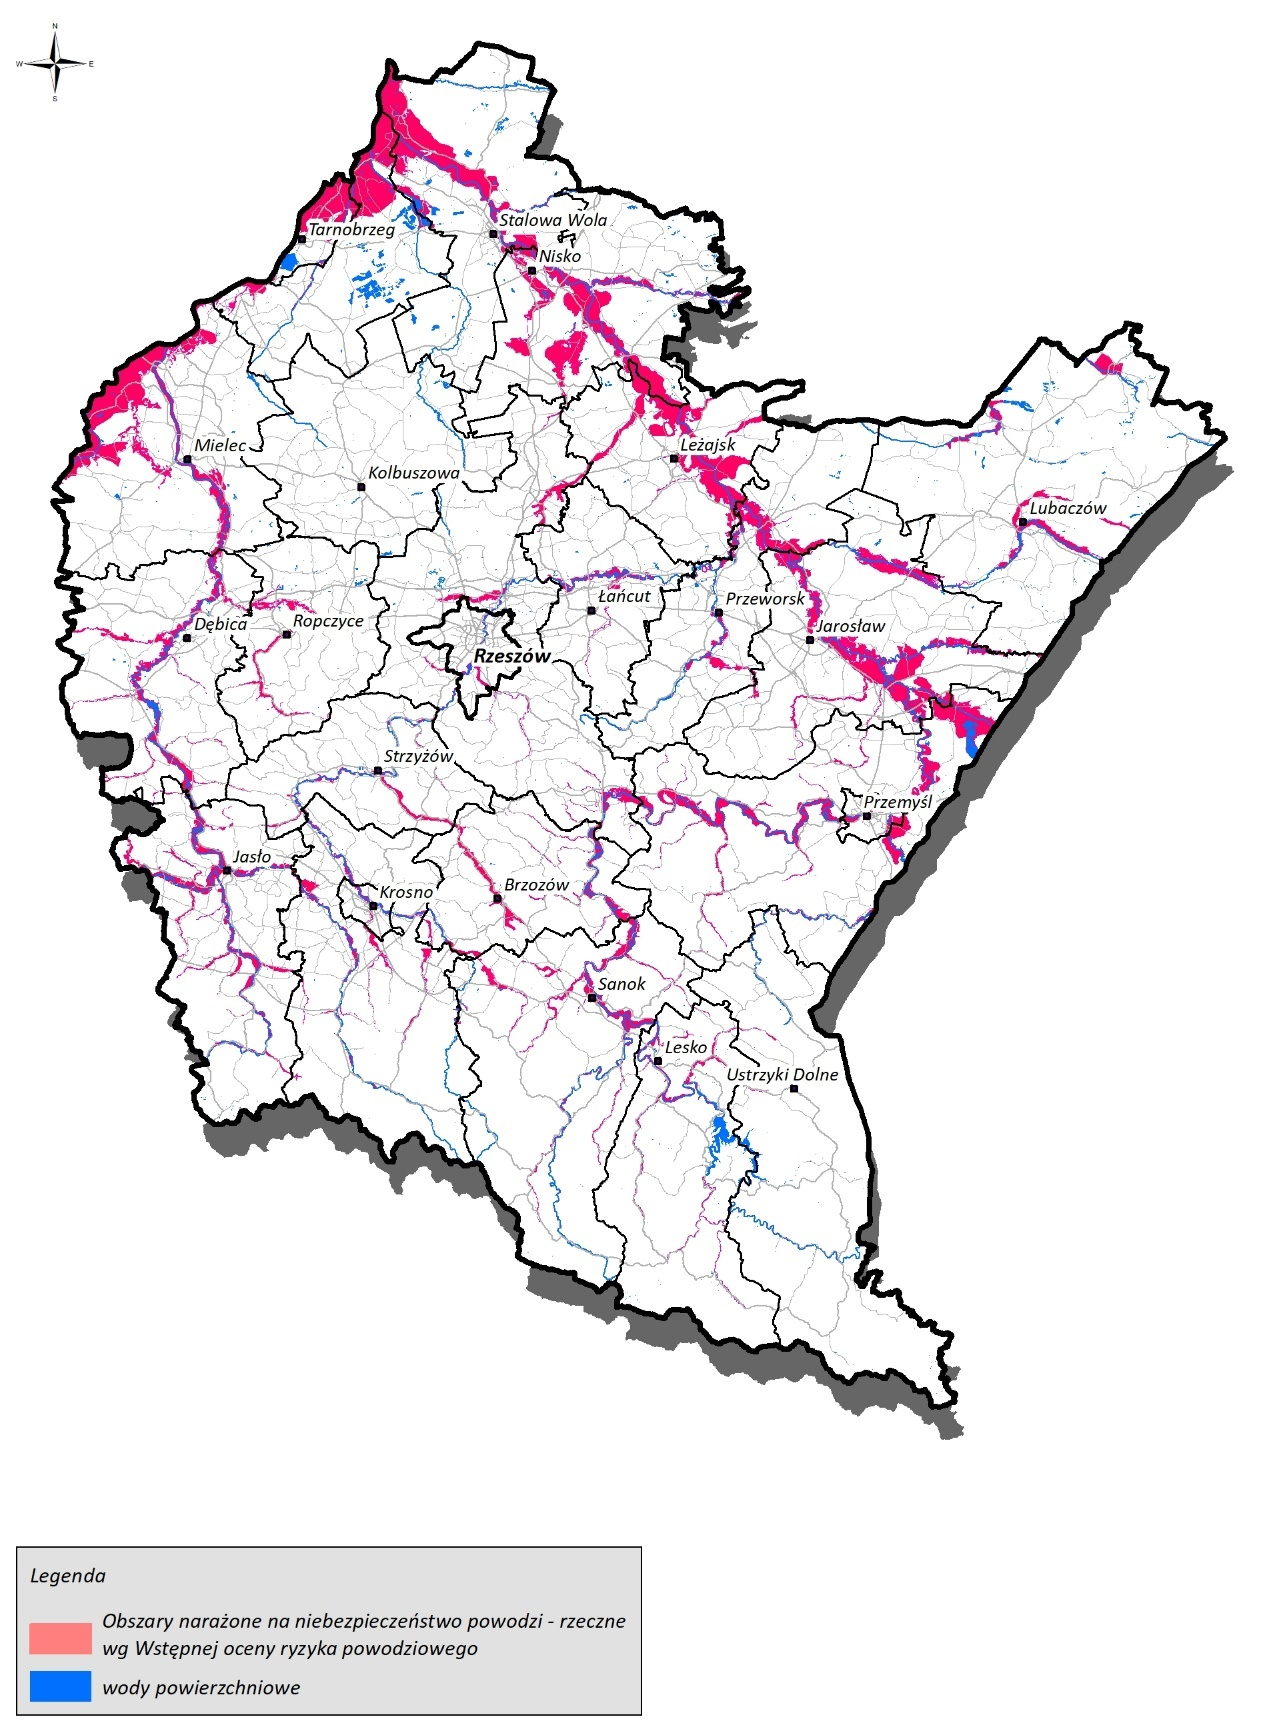 N
W
E
S
Tarnobrzeg
Stalowa Wola
Nisko
Mielec
Kolbuszowa
Leżajsk
Lubaczów
Łańcut
Przeworsk
Dębica
Ropczyce
Jarosław
Rzeszów
Strzyżów
Przemyśl
Jasło
Krosno
Brzozów
Sanok
Lesko
Ustrzyki Dolne
Legenda
Obszary narażone na niebezpieczeństwo powodzi - rzeczne
wg Wstępnej oceny ryzyka powodziowego
wody powierzchniowe